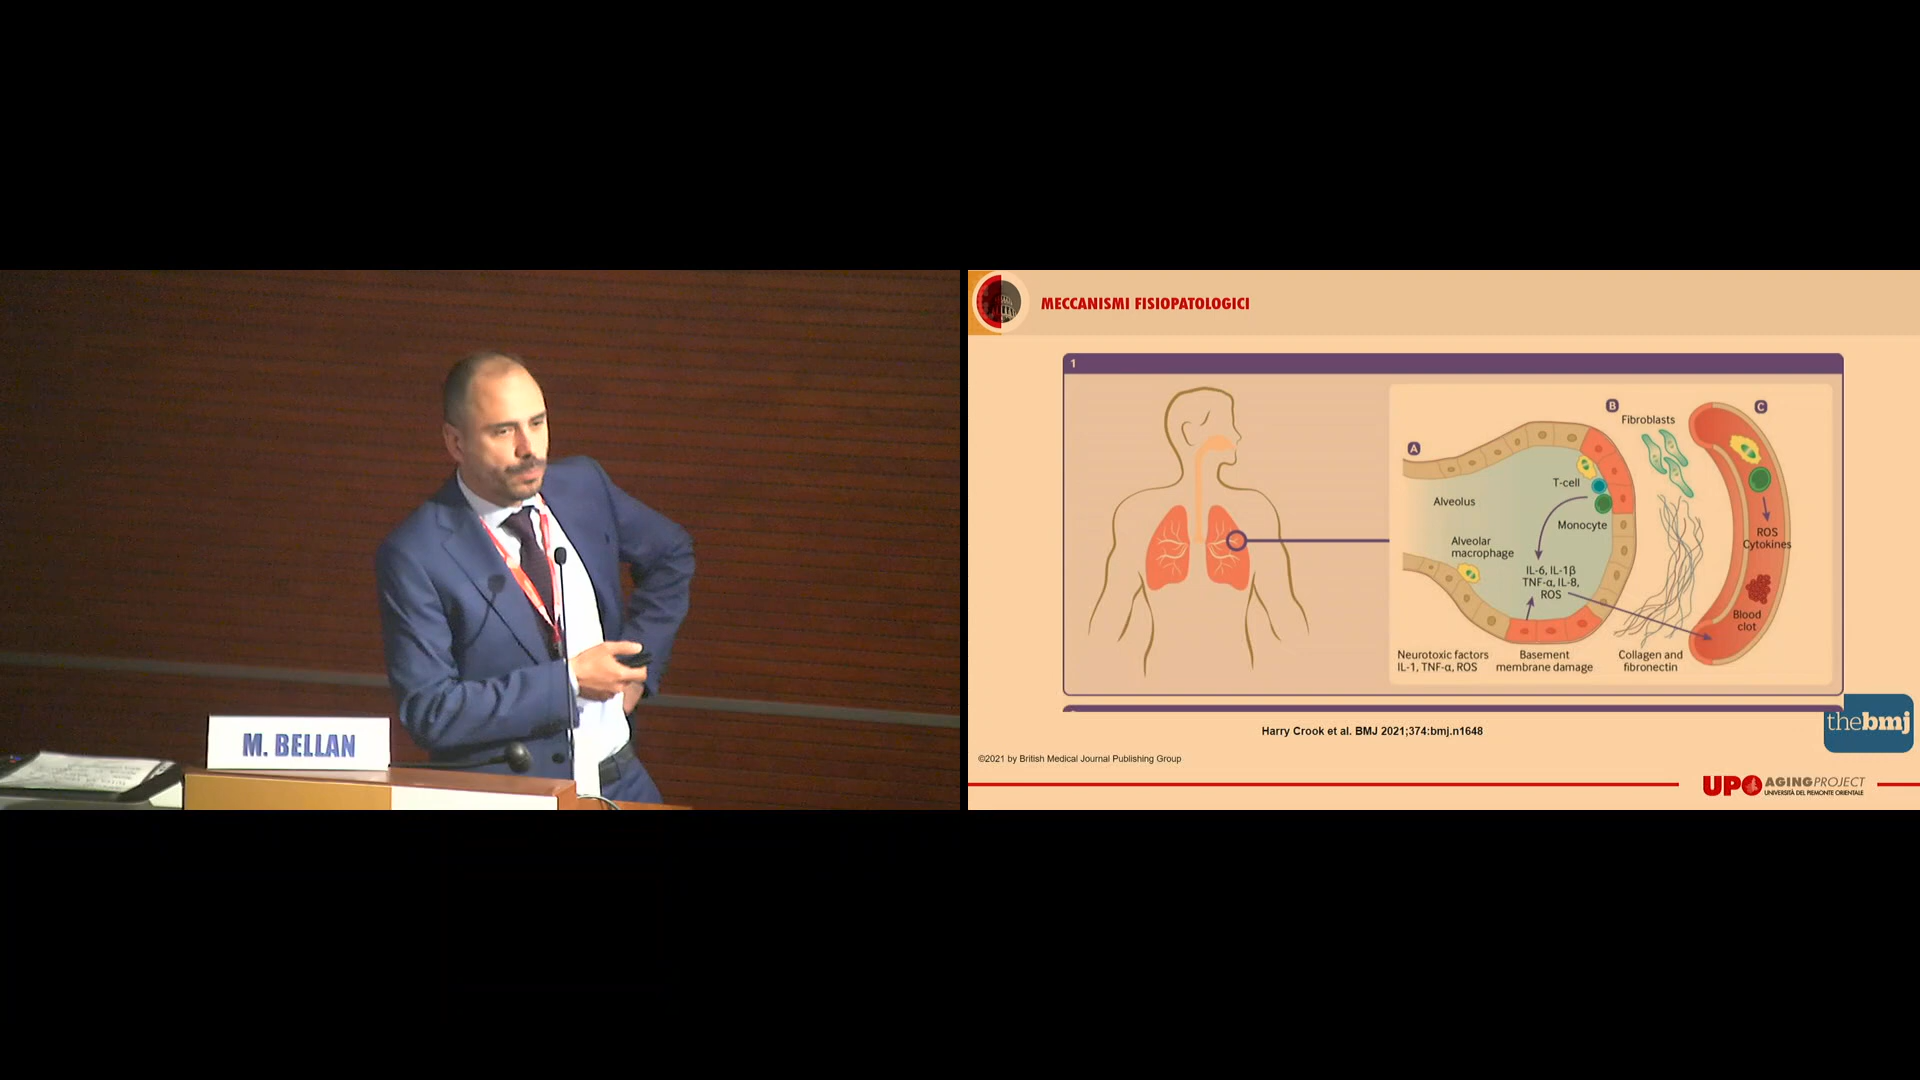 M. BELLAN
MECCANISMI FISIOPATOLOGICI
1
A
B
C
Fibroblasts
T-cell
Alveolus
Monocyte
Alveolar
macrophage
IL-6, IL-1β
TNF-α, IL-8,
ROS
ROS
Cytokines
Blood
clot
Neurotoxic factors
IL-1, TNF-α, ROS
Basement
membrane damage
Collagen and
fibronectin
thebmj
Harry Crook et al. BMJ 2021;374:bmj.n1648
©2021 by British Medical Journal Publishing Group
UPO AGINGPROJECT
UNIVERSITÀ DEL PIEMONTE ORIENTALE